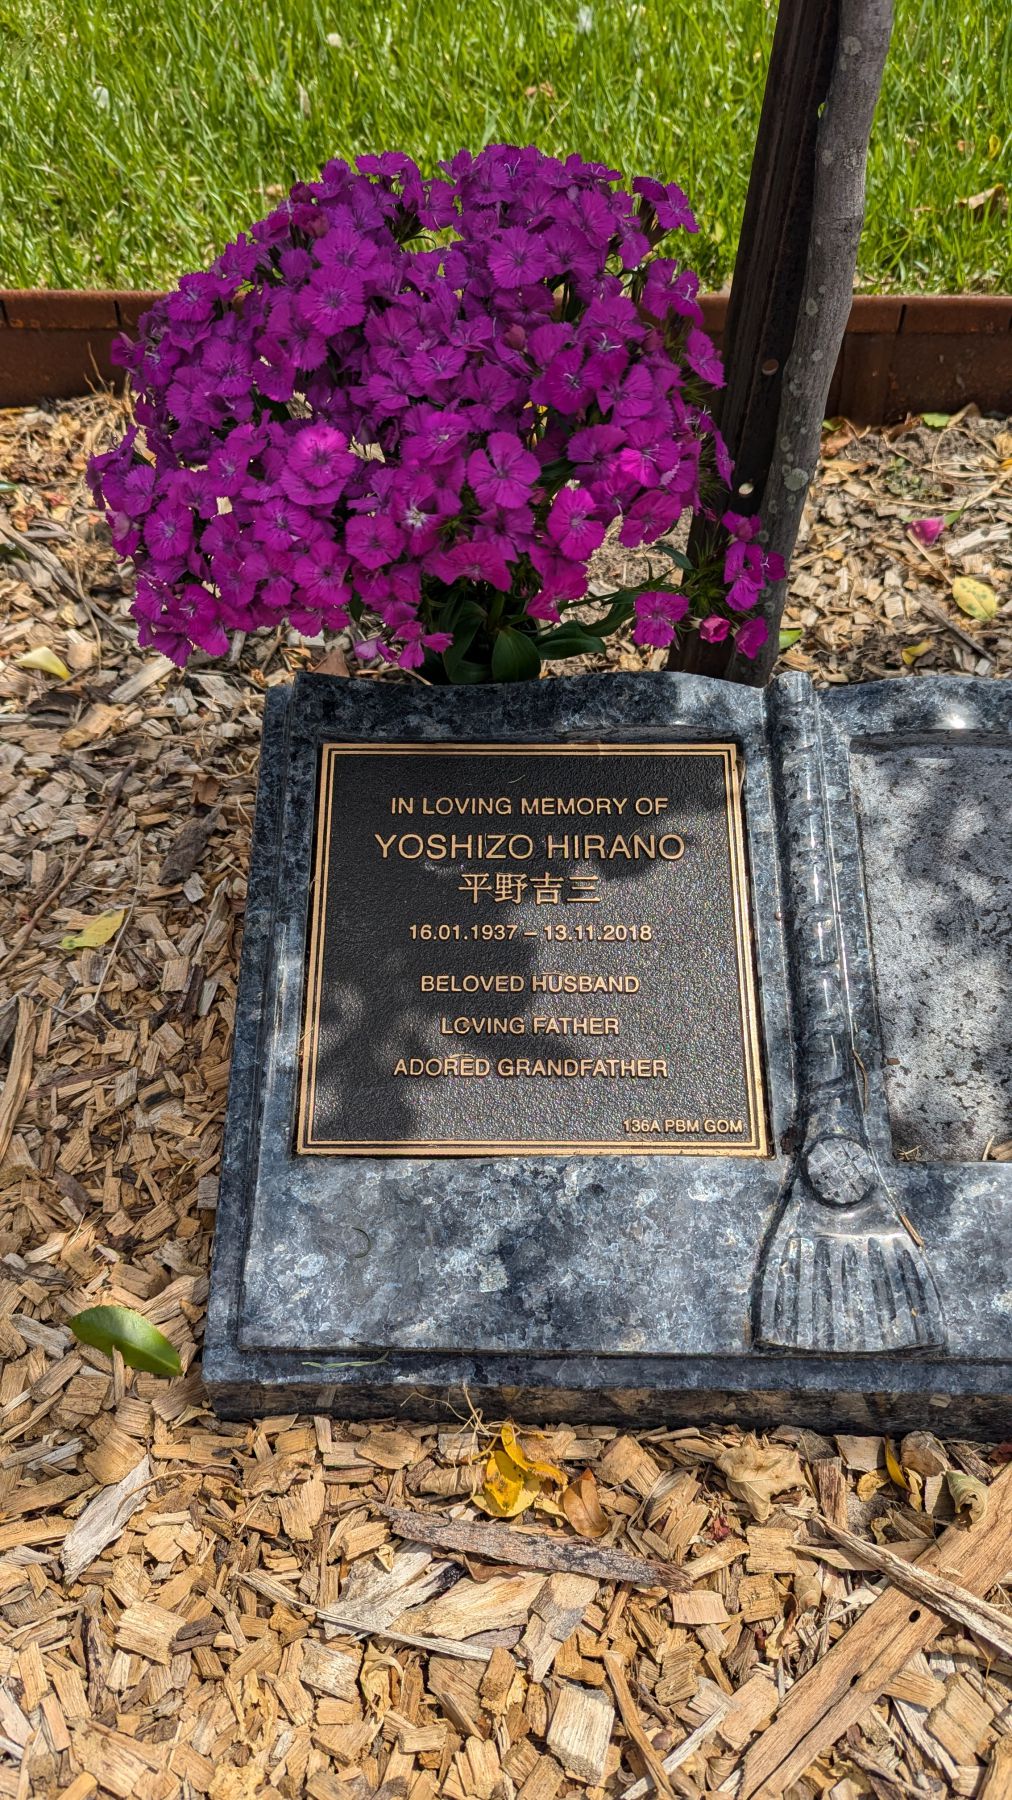 IN LOVING MEMORY OF
YOSHIZO HIRANO
平野吉三
16.01.1937 – 13.11.2018
BELOVED HUSBAND
LOVING FATHER
ADORED GRANDFATHER
136A PBM GOM